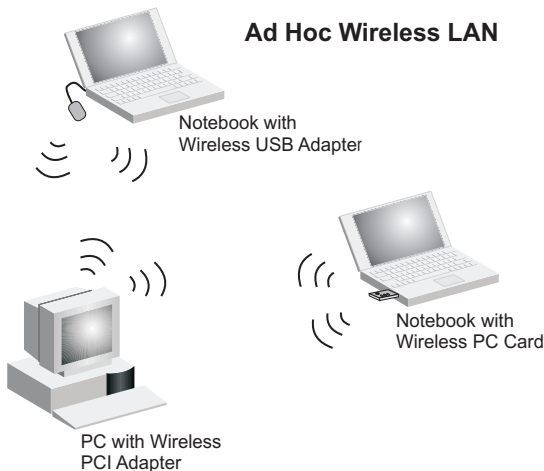 Ad Hoc Wireless LAN
Notebook with
Wireless USB Adapter
Notebook with
Wireless PC Card
PC with Wireless
PCI Adapter